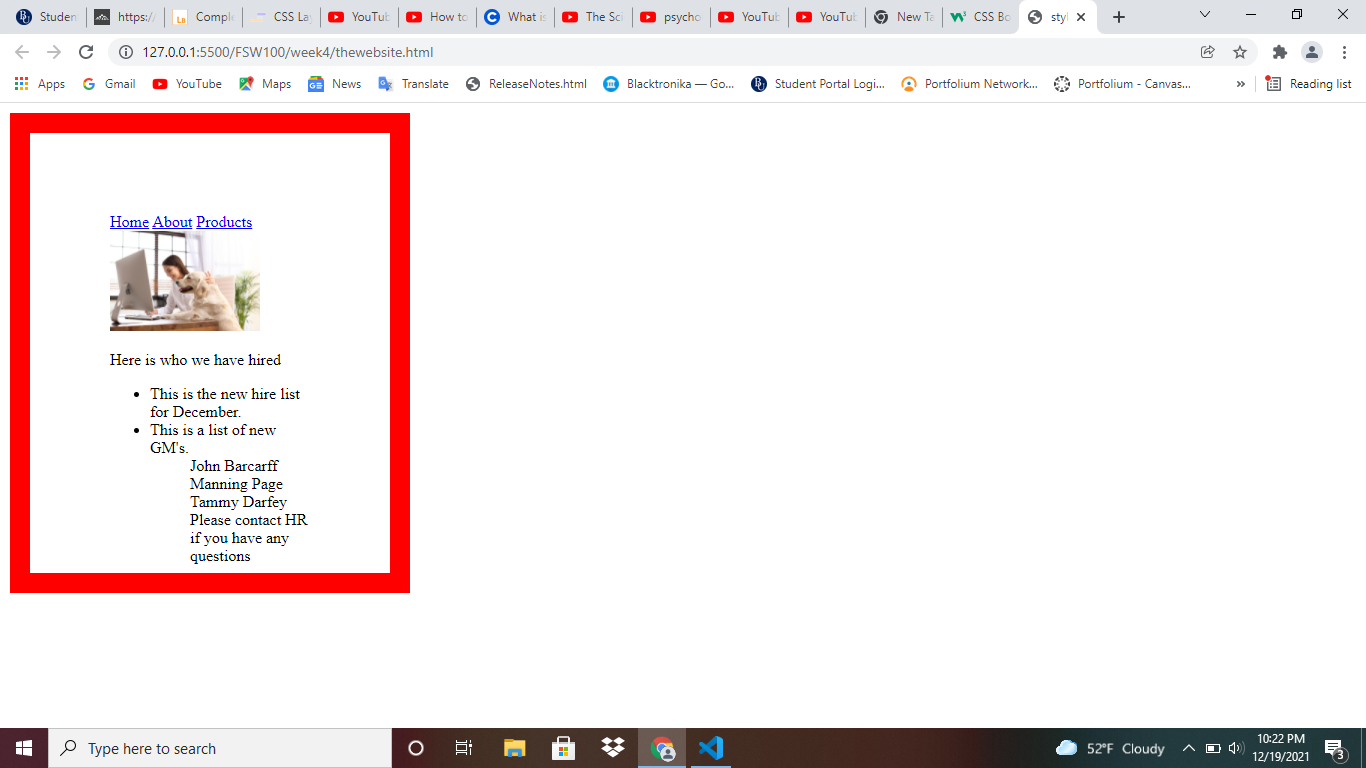 Studen
https:/
Comple
CSS Lay
YouTub
How to
What is
The Sci
psycho
YouTub
YouTub
New Ta
CSS Bo
styl
127.0.0.1:5500/FSW100/week4/thewebsite.html
Apps
Gmail
YouTube
Maps
News
Translate
ReleaseNotes.html
Blacktronika — Go...
Student Portal Logi...
Portfolium Network...
Portfolium - Canvas...
»
Reading list
Home About Products
Here is who we have hired
• This is the new hire list
for December.
• This is a list of new
GM's.
John Barcarff
Manning Page
Tammy Darfey
Please contact HR
if you have any
questions
Type here to search
52°F Cloudy
10:22 PM
12/19/2021
3